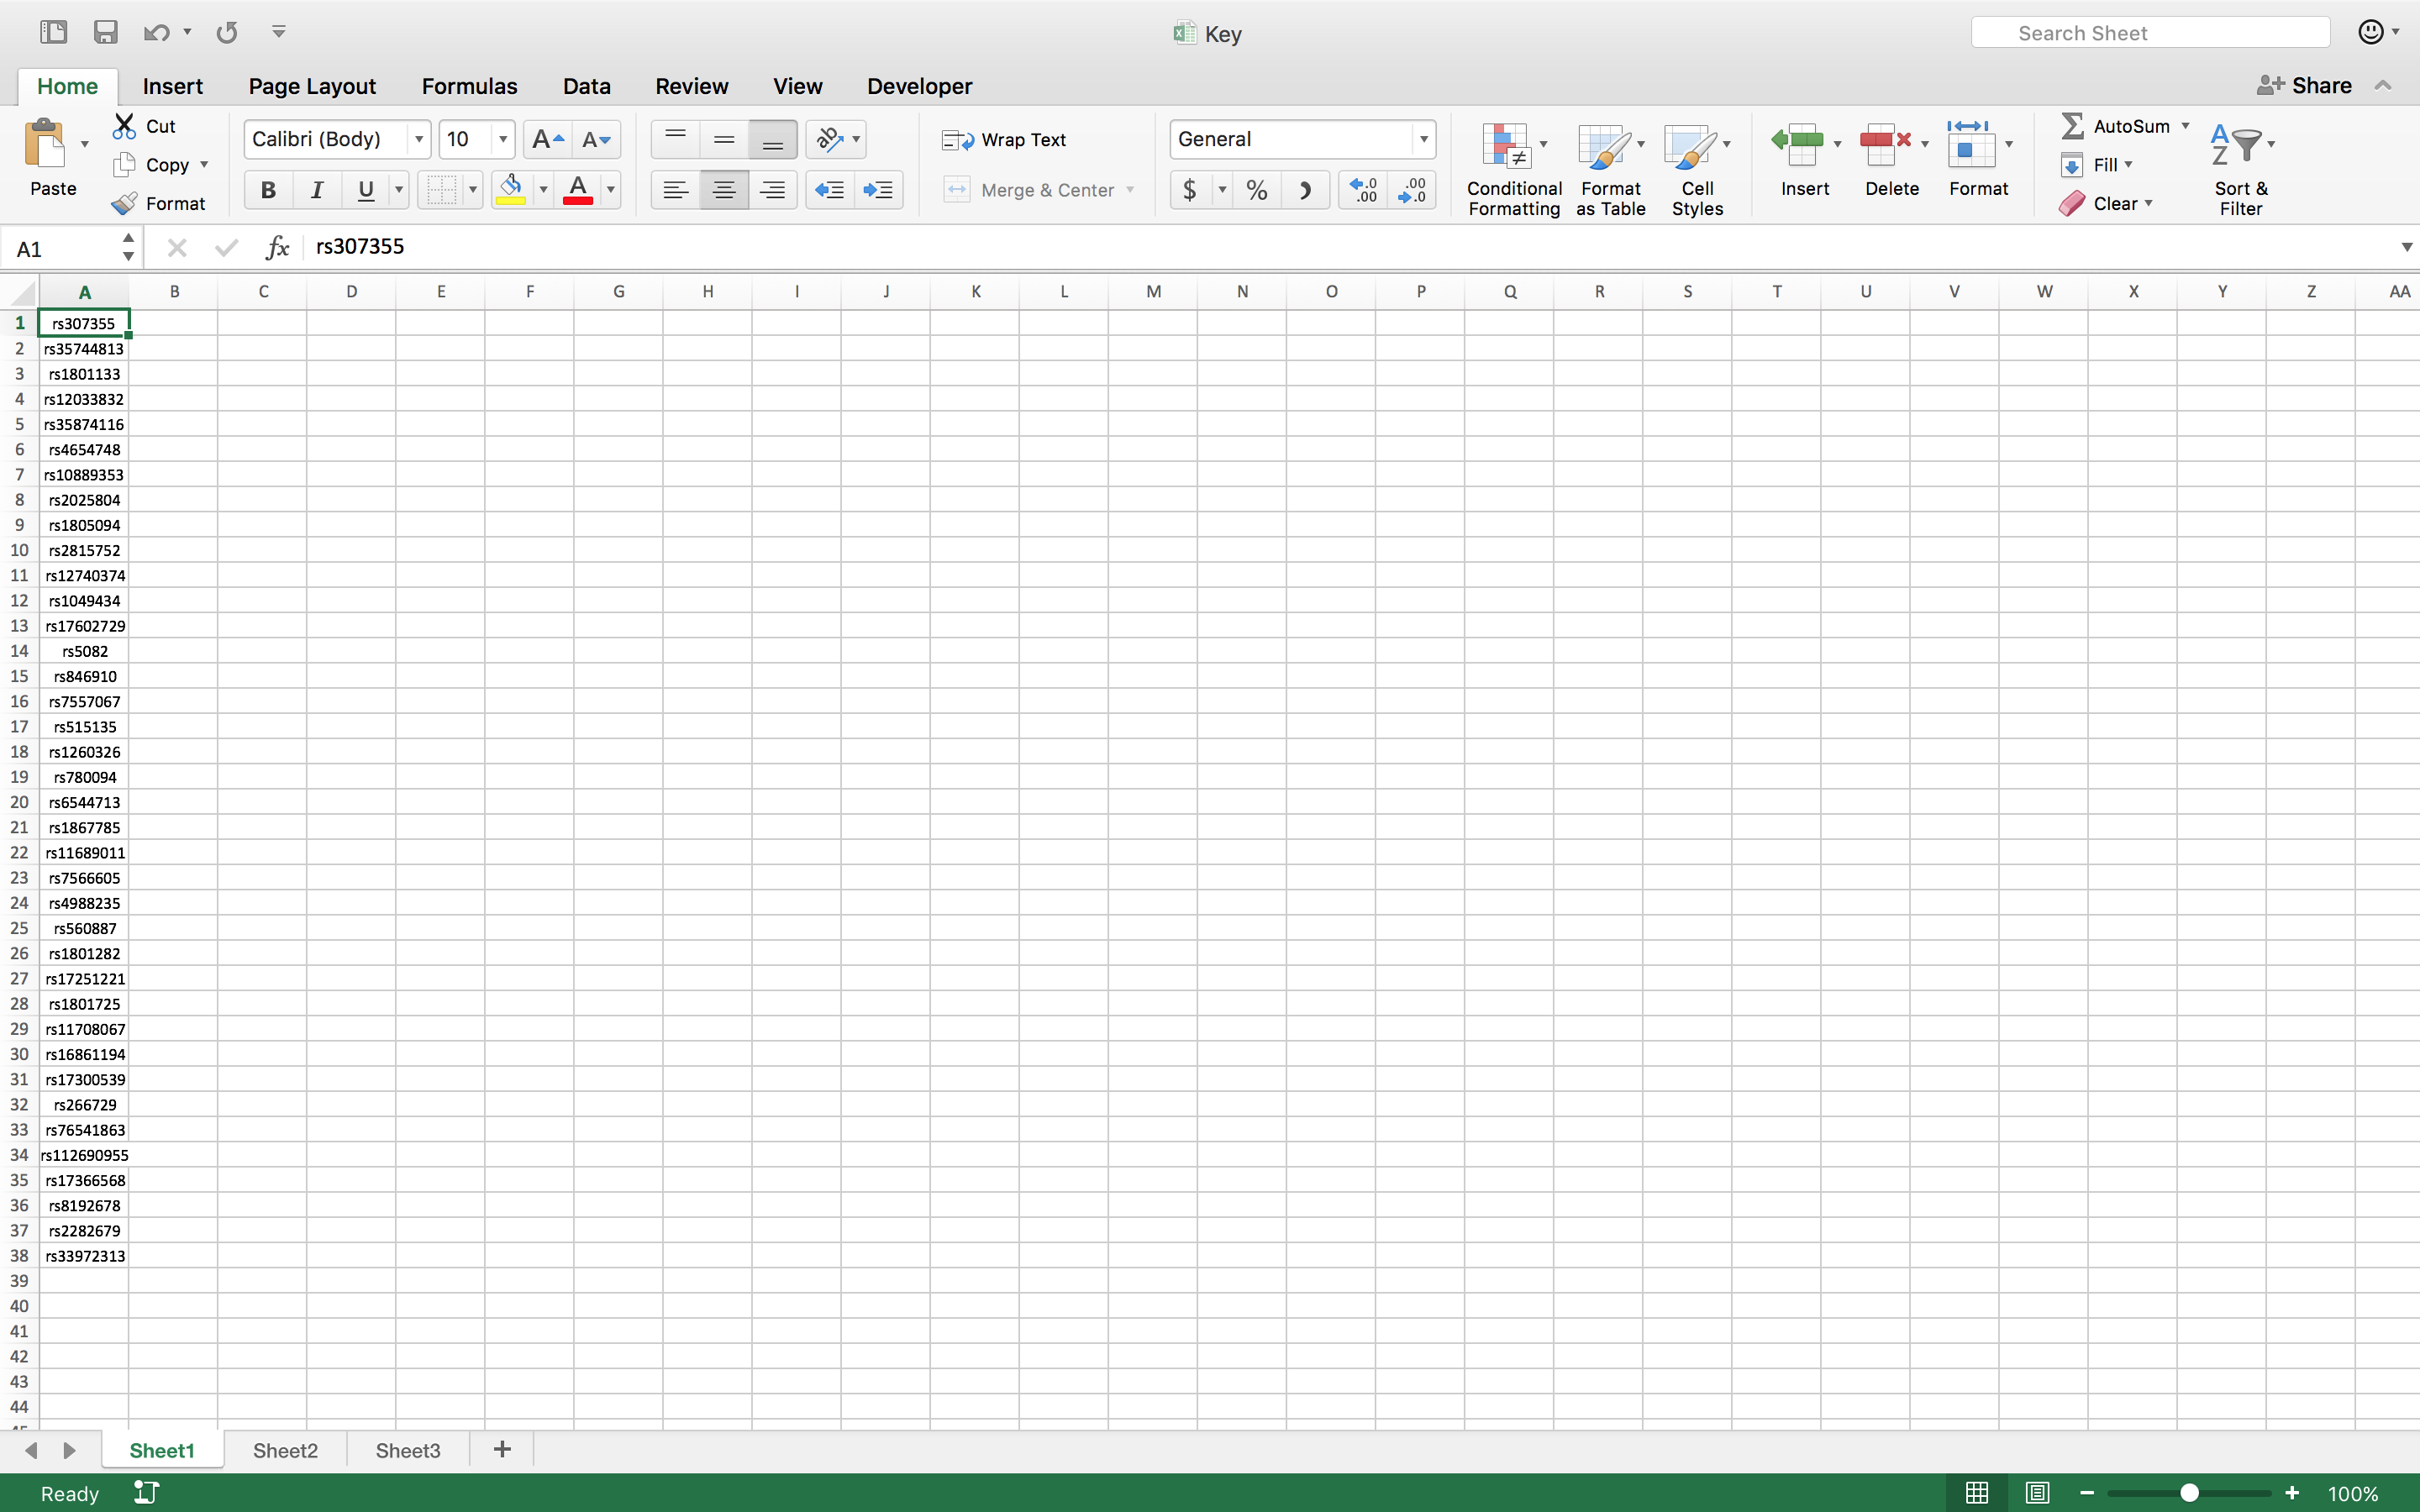 Key
Search Sheet
Home Insert Page Layout Formulas Data Review View Developer Share
Paste
Cut
Copy
Format
Calibri (Body) 10
Wrap Text
Merge & Center
General
Conditional Formatting
Format as Table
Cell Styles
Insert
Delete
Format
AutoSum
Fill
Clear
Sort & Filter
A1 fx rs307355
A B C D E F G H I J K L M N O P Q R S T U V W X Y Z AA
1 rs307355
2 rs35744813
3 rs1801133
4 rs12033832
5 rs35874116
6 rs4654748
7 rs10889353
8 rs2025804
9 rs1805094
10 rs2815752
11 rs12740374
12 rs1049434
13 rs17602729
14 rs5082
15 rs846910
16 rs7557067
17 rs515135
18 rs1260326
19 rs780094
20 rs6544713
21 rs1867785
22 rs11689011
23 rs7566605
24 rs4988235
25 rs560887
26 rs1801282
27 rs17251221
28 rs1801725
29 rs11708067
30 rs16861194
31 rs17300539
32 rs266729
33 rs76541863
34 rs112690955
35 rs17366568
36 rs8192678
37 rs2282679
38 rs33972313
39
40
41
42
43
44
Sheet1 Sheet2 Sheet3 +
Ready 100%